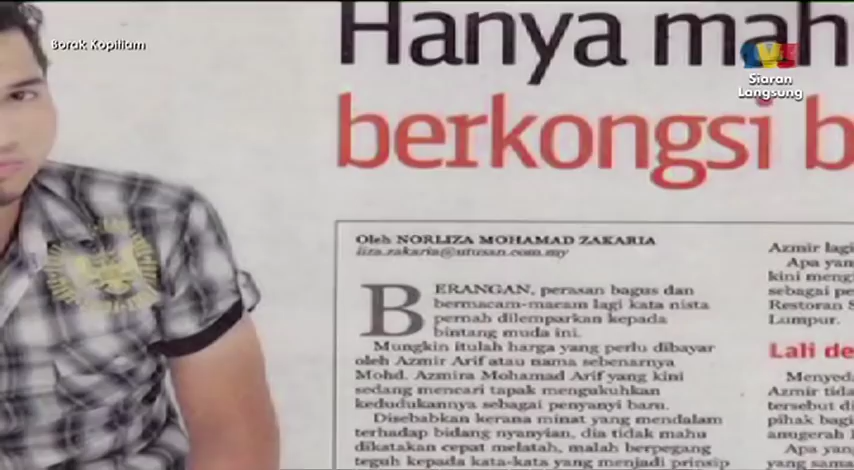 Borak Kopitiam
TV3
Siaran
Langsung
Hanya mah
berkongsi b
Oleh NORLIZA MOHAMAD ZAKARIA
liza.zakaria@utusan.com.my
BERANGAN, perasan bagus dan
bermacam-macam lagi kata nista
pernah dilemparkan kepada
bintang muda ini.
Mungkin itulah harga yang perlu dibayar
oleh Azmir Arif atau nama sebenarnya
Mohd. Azmira Mohamad Arif yang kini
sedang mencari tapak mengukuhkan
kedudukannya sebagai penyanyi baru.
Disebabkan kerana minat yang mendalam
terhadap bidang nyanyian, dia tidak mahu
dikatakan cepat melatah, malah berpegang
teguh kepada kata-kata yang menjadi prinsip
Azmir lagi
Apa yan
kini mengi
sebagai pe
Restoran S
Lumpur.
Lali de
Menyeda
Azmir tida
tersebut di
pihak bagi
anugerah I
Apa yang
yang sama